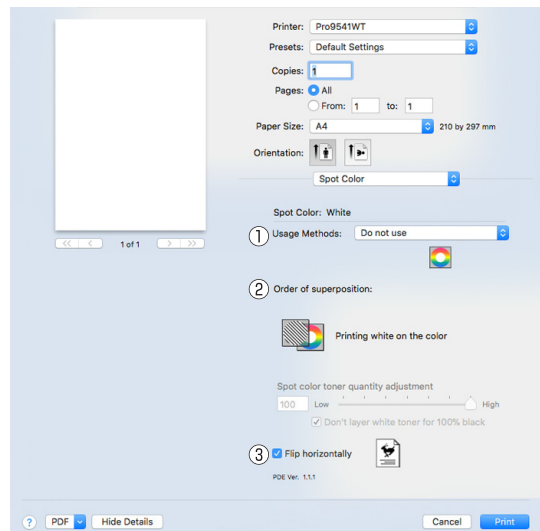 Printer: Pro9541WT
Presets: Default Settings
Copies: 1
Pages: All
From: 1 to: 1
Paper Size: A4 210 by 297 mm
Orientation:
Spot Color
Spot Color: White
① Usage Methods: Do not use
<< < 1 of 1 > >>
② Order of superposition:
Printing white on the color
Spot color toner quantity adjustment
100 Low High
Don't layer white toner for 100% black
③ Flip horizontally
PDE Ver. 1.1.1
? PDF Hide Details Cancel Print